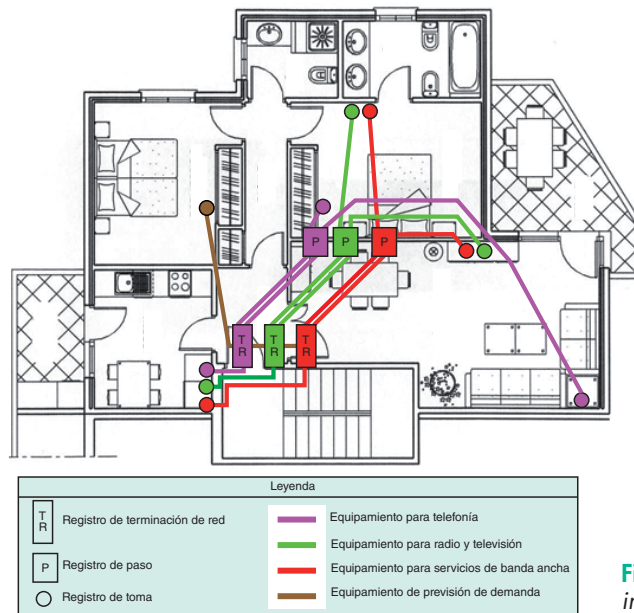 P
P
P
T
R
T
R
T
R
Leyenda
T
R
Registro de terminación de red
P
Registro de paso
Registro de toma
Equipamiento para telefonía
Equipamiento para radio y televisión
Equipamiento para servicios de banda ancha
Equipamiento de previsión de demanda